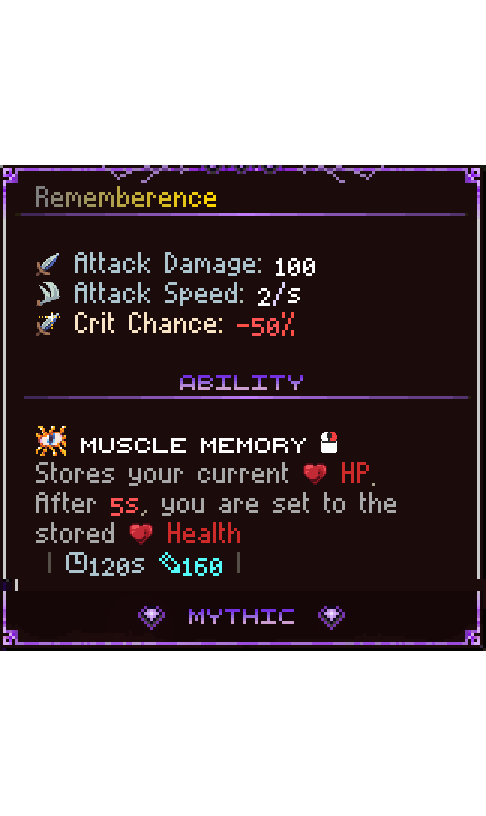 Rememberence
Attack Damage: 100
Attack Speed: 2/s
Crit Chance: -50%
ABILITY
MUSCLE MEMORY
Stores your current HP.
After 5s, you are set to the
stored Health
| 120s 160 |
MYTHIC